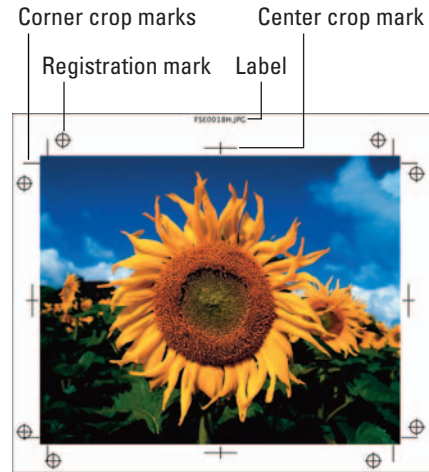 Corner crop marks
Center crop mark
Registration mark
Label
FSE0018H.JPG